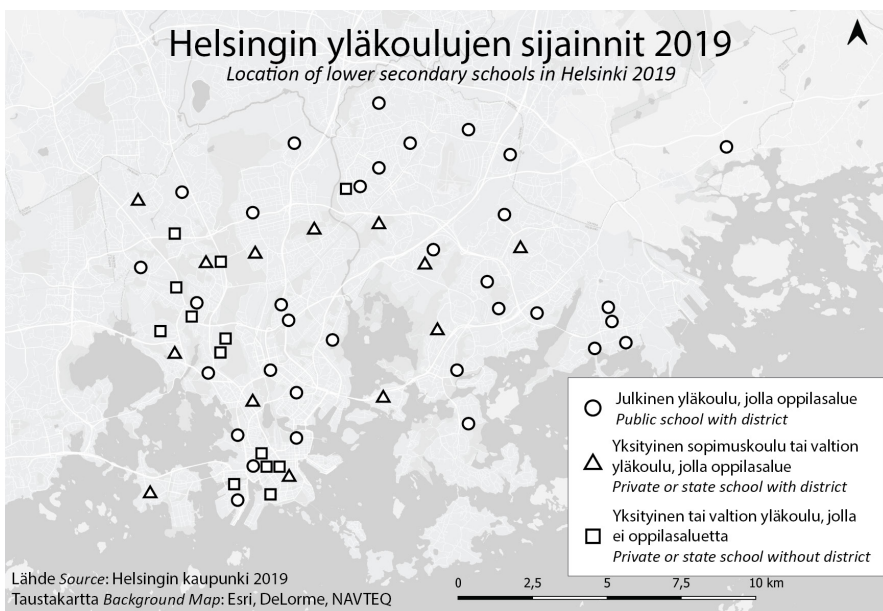 Helsingin yläkoulujen sijainnit 2019
Location of lower secondary schools in Helsinki 2019
Julkinen yläkoulu, jolla oppilasalue
Public school with district
Yksityinen sopimuskoulu tai valtion
yläkoulu, jolla oppilasalue
Private or state school with district
Yksityinen tai valtion yläkoulu, jolla
ei oppilasaluetta
Private or state school without district
Lähde Source: Helsingin kaupunki 2019
Taustakartta Background Map: Esri, DeLorme, NAVTEQ
0 2,5 5 7,5 10 km